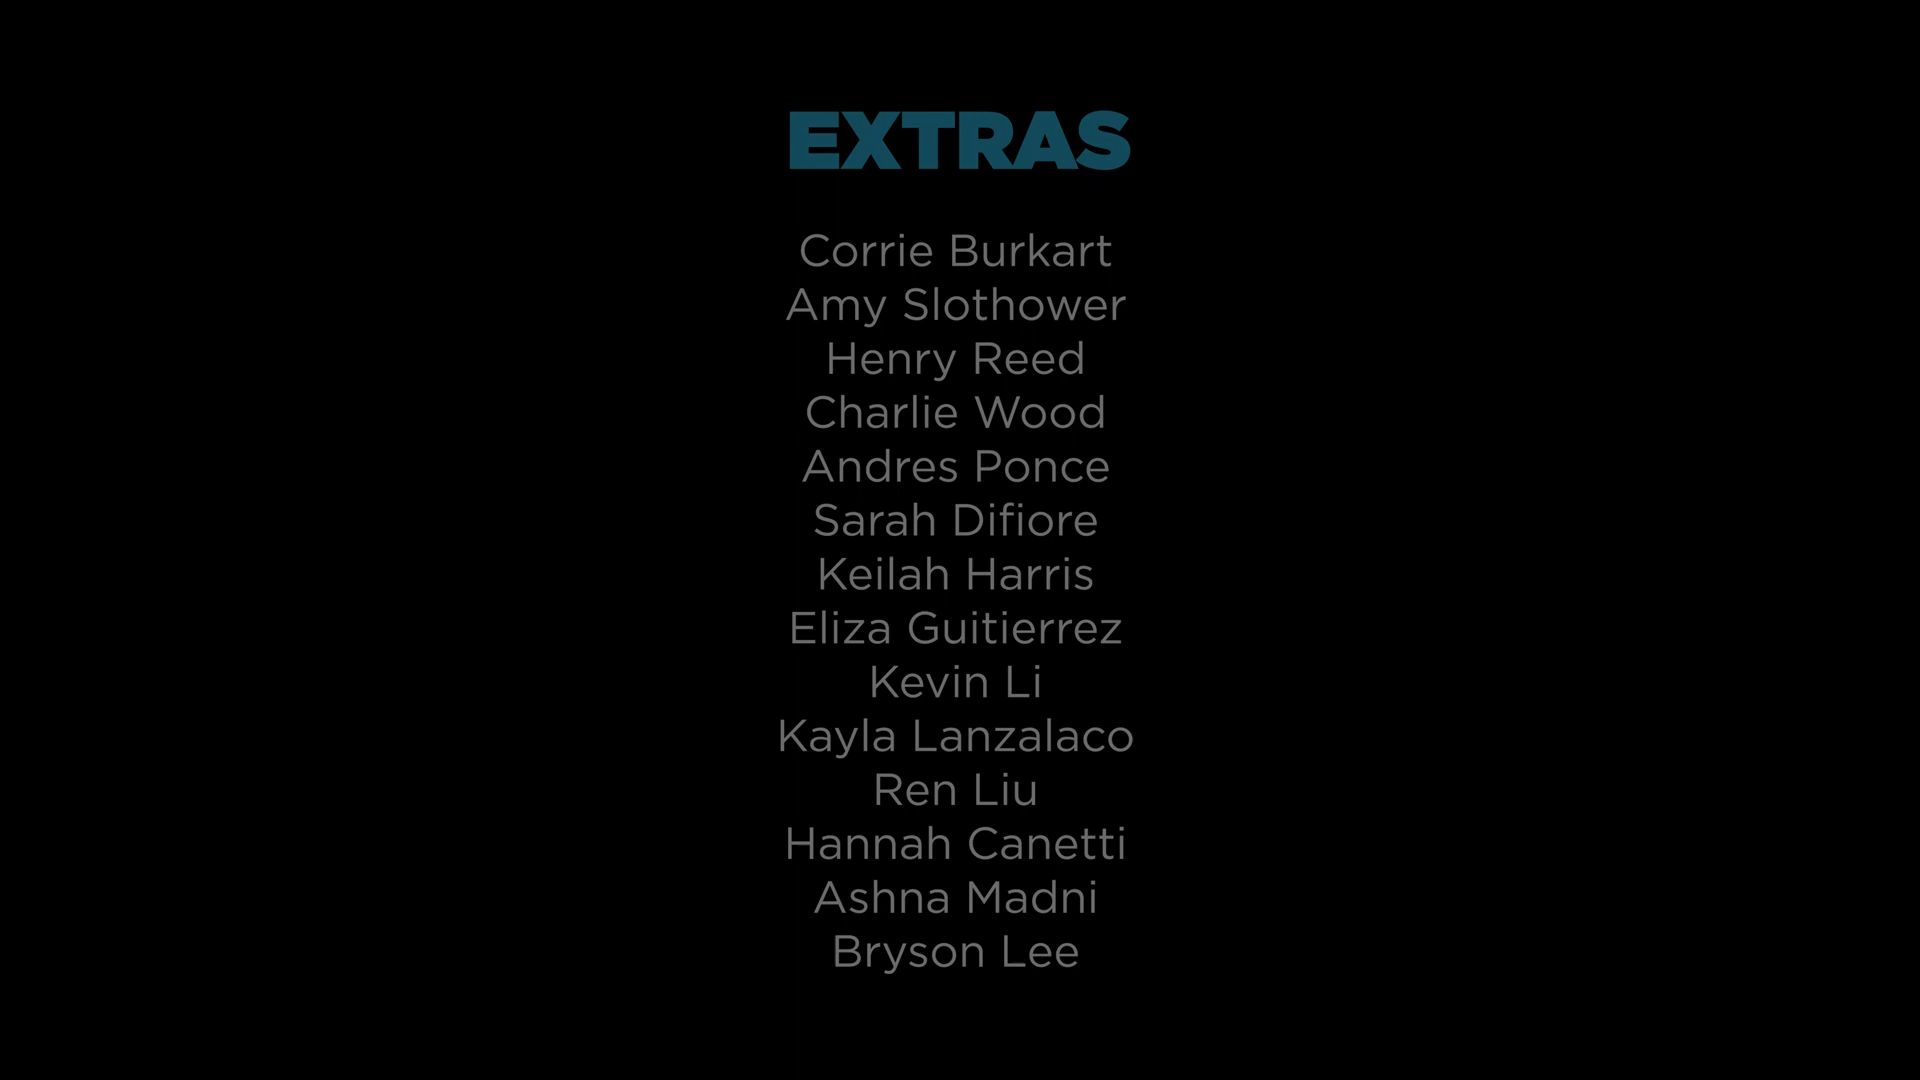 EXTRAS
Corrie Burkart
Amy Slothower
Henry Reed
Charlie Wood
Andres Ponce
Sarah Difiore
Keilah Harris
Eliza Guitierrez
Kevin Li
Kayla Lanzalaco
Ren Liu
Hannah Canetti
Ashna Madni
Bryson Lee